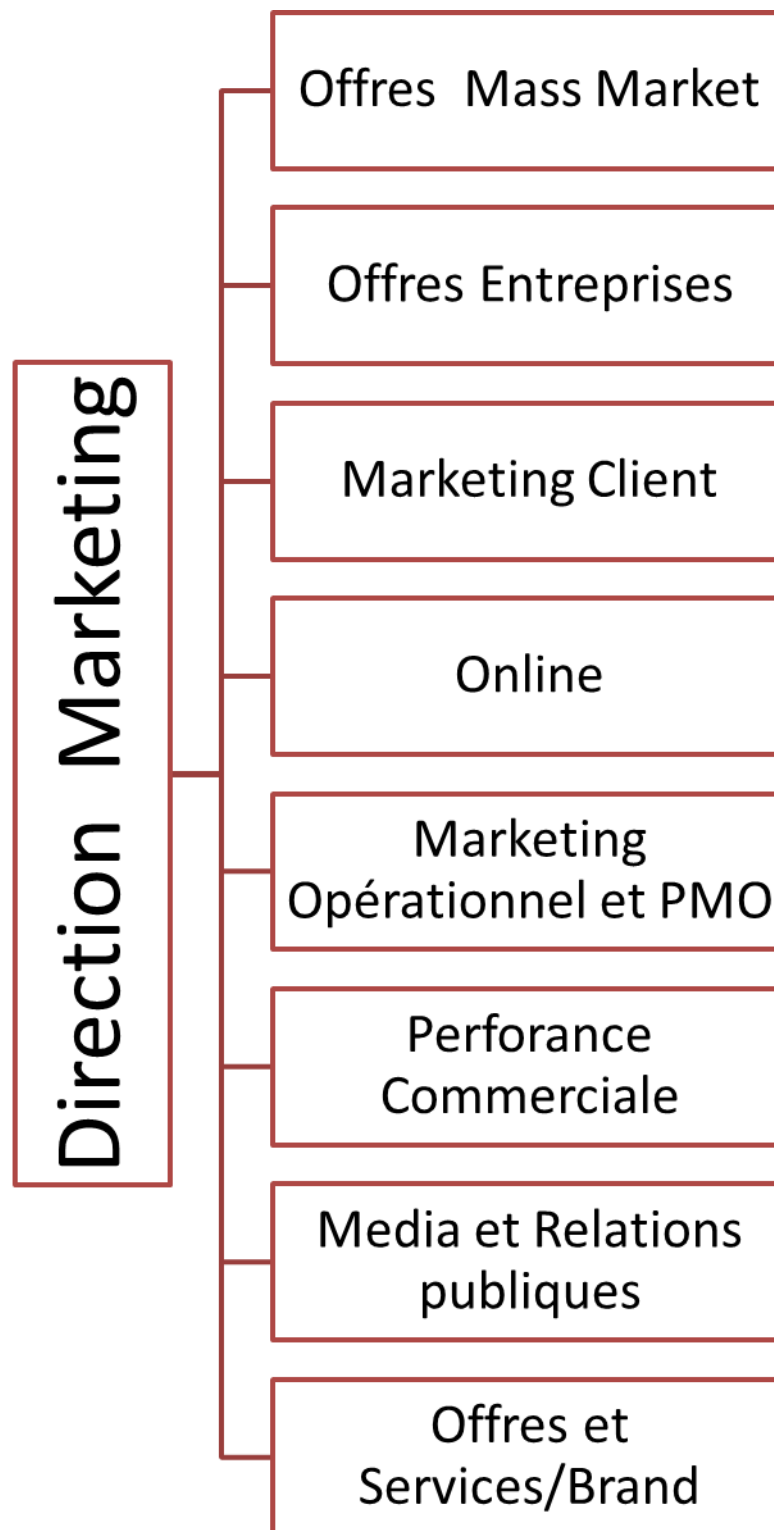 Direction Marketing
Offres Mass Market
Offres Entreprises
Marketing Client
Online
Marketing
Opérationnel et PMO
Perforance
Commerciale
Media et Relations
publiques
Offres et
Services/Brand